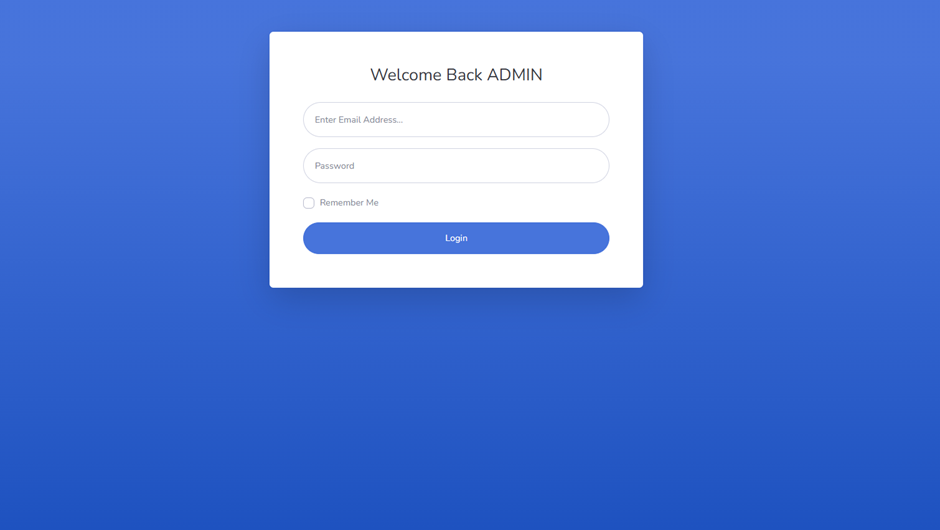 Welcome Back ADMIN
Enter Email Address...
Password
Remember Me
Login